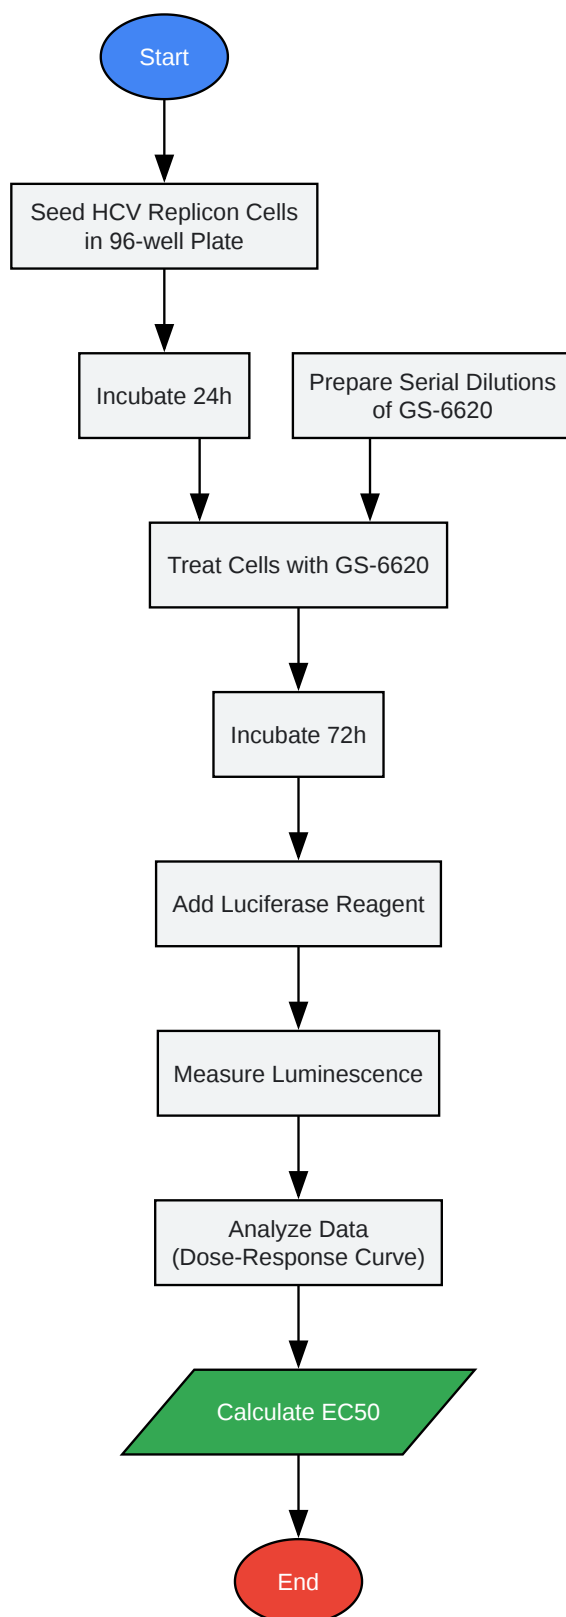 Start
Seed HCV Replicon Cells
in 96-well Plate
Incubate 24h
Prepare Serial Dilutions
of GS-6620
Treat Cells with GS-6620
Incubate 72h
Add Luciferase Reagent
Measure Luminescence
Analyze Data
(Dose-Response Curve)
Calculate EC50
End